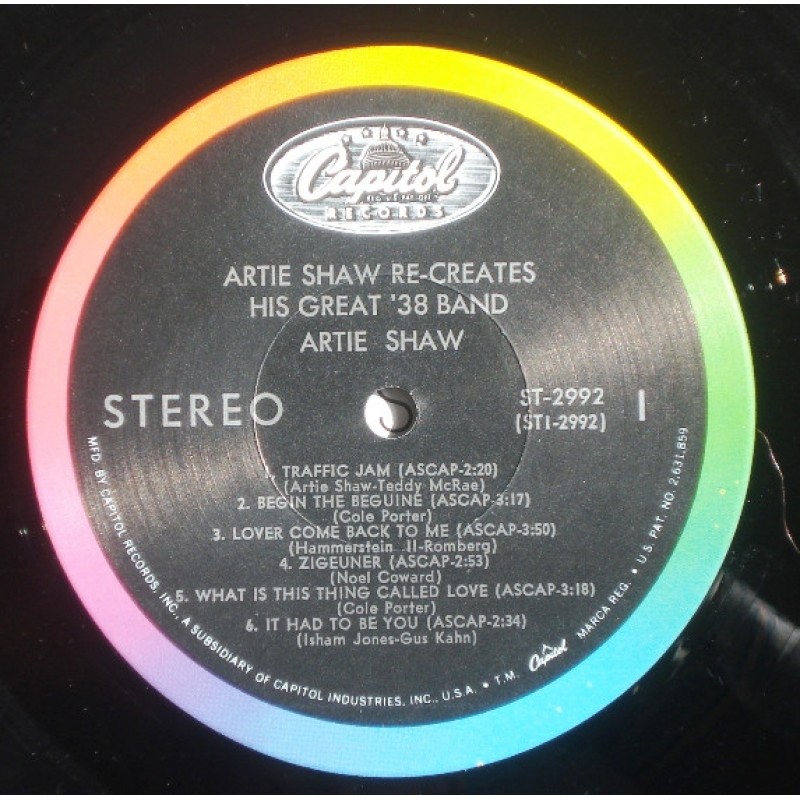 Capitol
REG. U.S. PAT. OFF.
RECORDS
ARTIE SHAW RE-CREATES
HIS GREAT '38 BAND
ARTIE SHAW
STEREO
ST-2992
(ST1-2992)
1
1. TRAFFIC JAM (ASCAP-2:20)
(Artie Shaw-Teddy McRae)
2. BEGIN THE BEGUINE (ASCAP-3:17)
(Cole Porter)
3. LOVER COME BACK TO ME (ASCAP-3:50)
(Hammerstein II-Romberg)
4. ZIGEUNER (ASCAP-2:53)
(Noel Coward)
5. WHAT IS THIS THING CALLED LOVE (ASCAP-3:18)
(Cole Porter)
6. IT HAD TO BE YOU (ASCAP-2:34)
(Isham Jones-Gus Kahn)
MFD. BY CAPITOL RECORDS, INC., A SUBSIDIARY OF CAPITOL INDUSTRIES, INC., U.S.A. • T.M. Capitol MARCA REG. • U.S. PAT. NO. 2,631,859